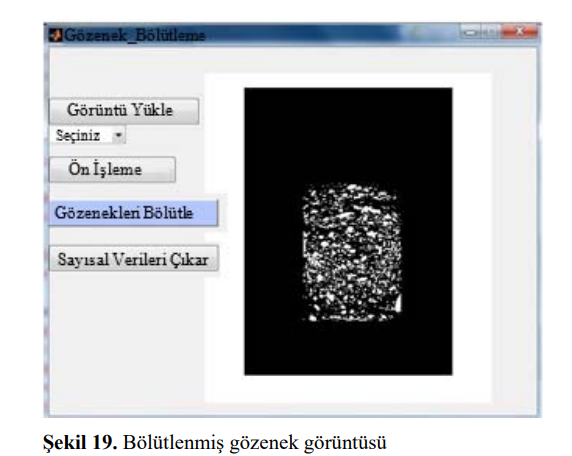 Gözenek_Bölütleme
Görüntü Yükle
Seçiniz
Ön İşleme
Gözenekleri Bölütle
Sayısal Verileri Çıkar
Şekil 19. Bölütlenmiş gözenek görüntüsü